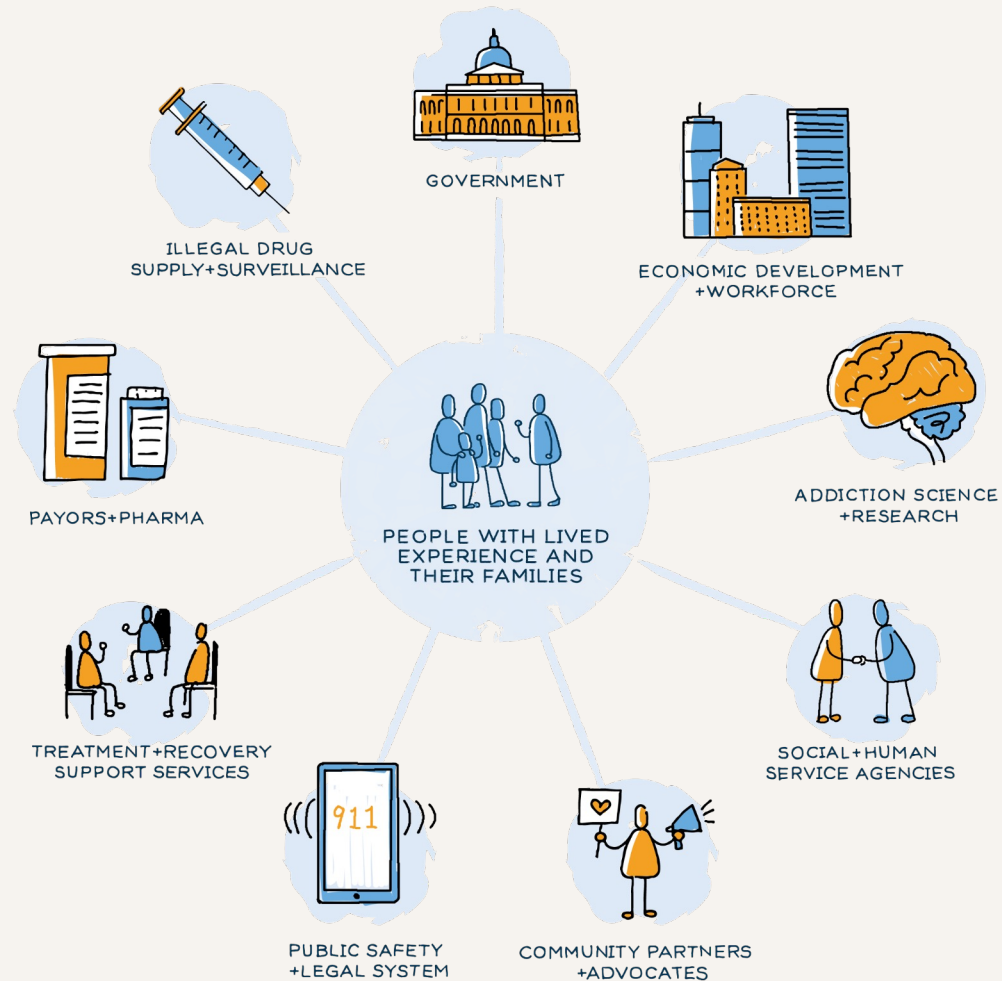 GOVERNMENT
ILLEGAL DRUG
SUPPLY+SURVEILLANCE
ECONOMIC DEVELOPMENT
+WORKFORCE
PAYORS+PHARMA
ADDICTION SCIENCE
+RESEARCH
PEOPLE WITH LIVED
EXPERIENCE AND
THEIR FAMILIES
TREATMENT+RECOVERY
SUPPORT SERVICES
SOCIAL+HUMAN
SERVICE AGENCIES
911
PUBLIC SAFETY
+LEGAL SYSTEM
COMMUNITY PARTNERS
+ADVOCATES